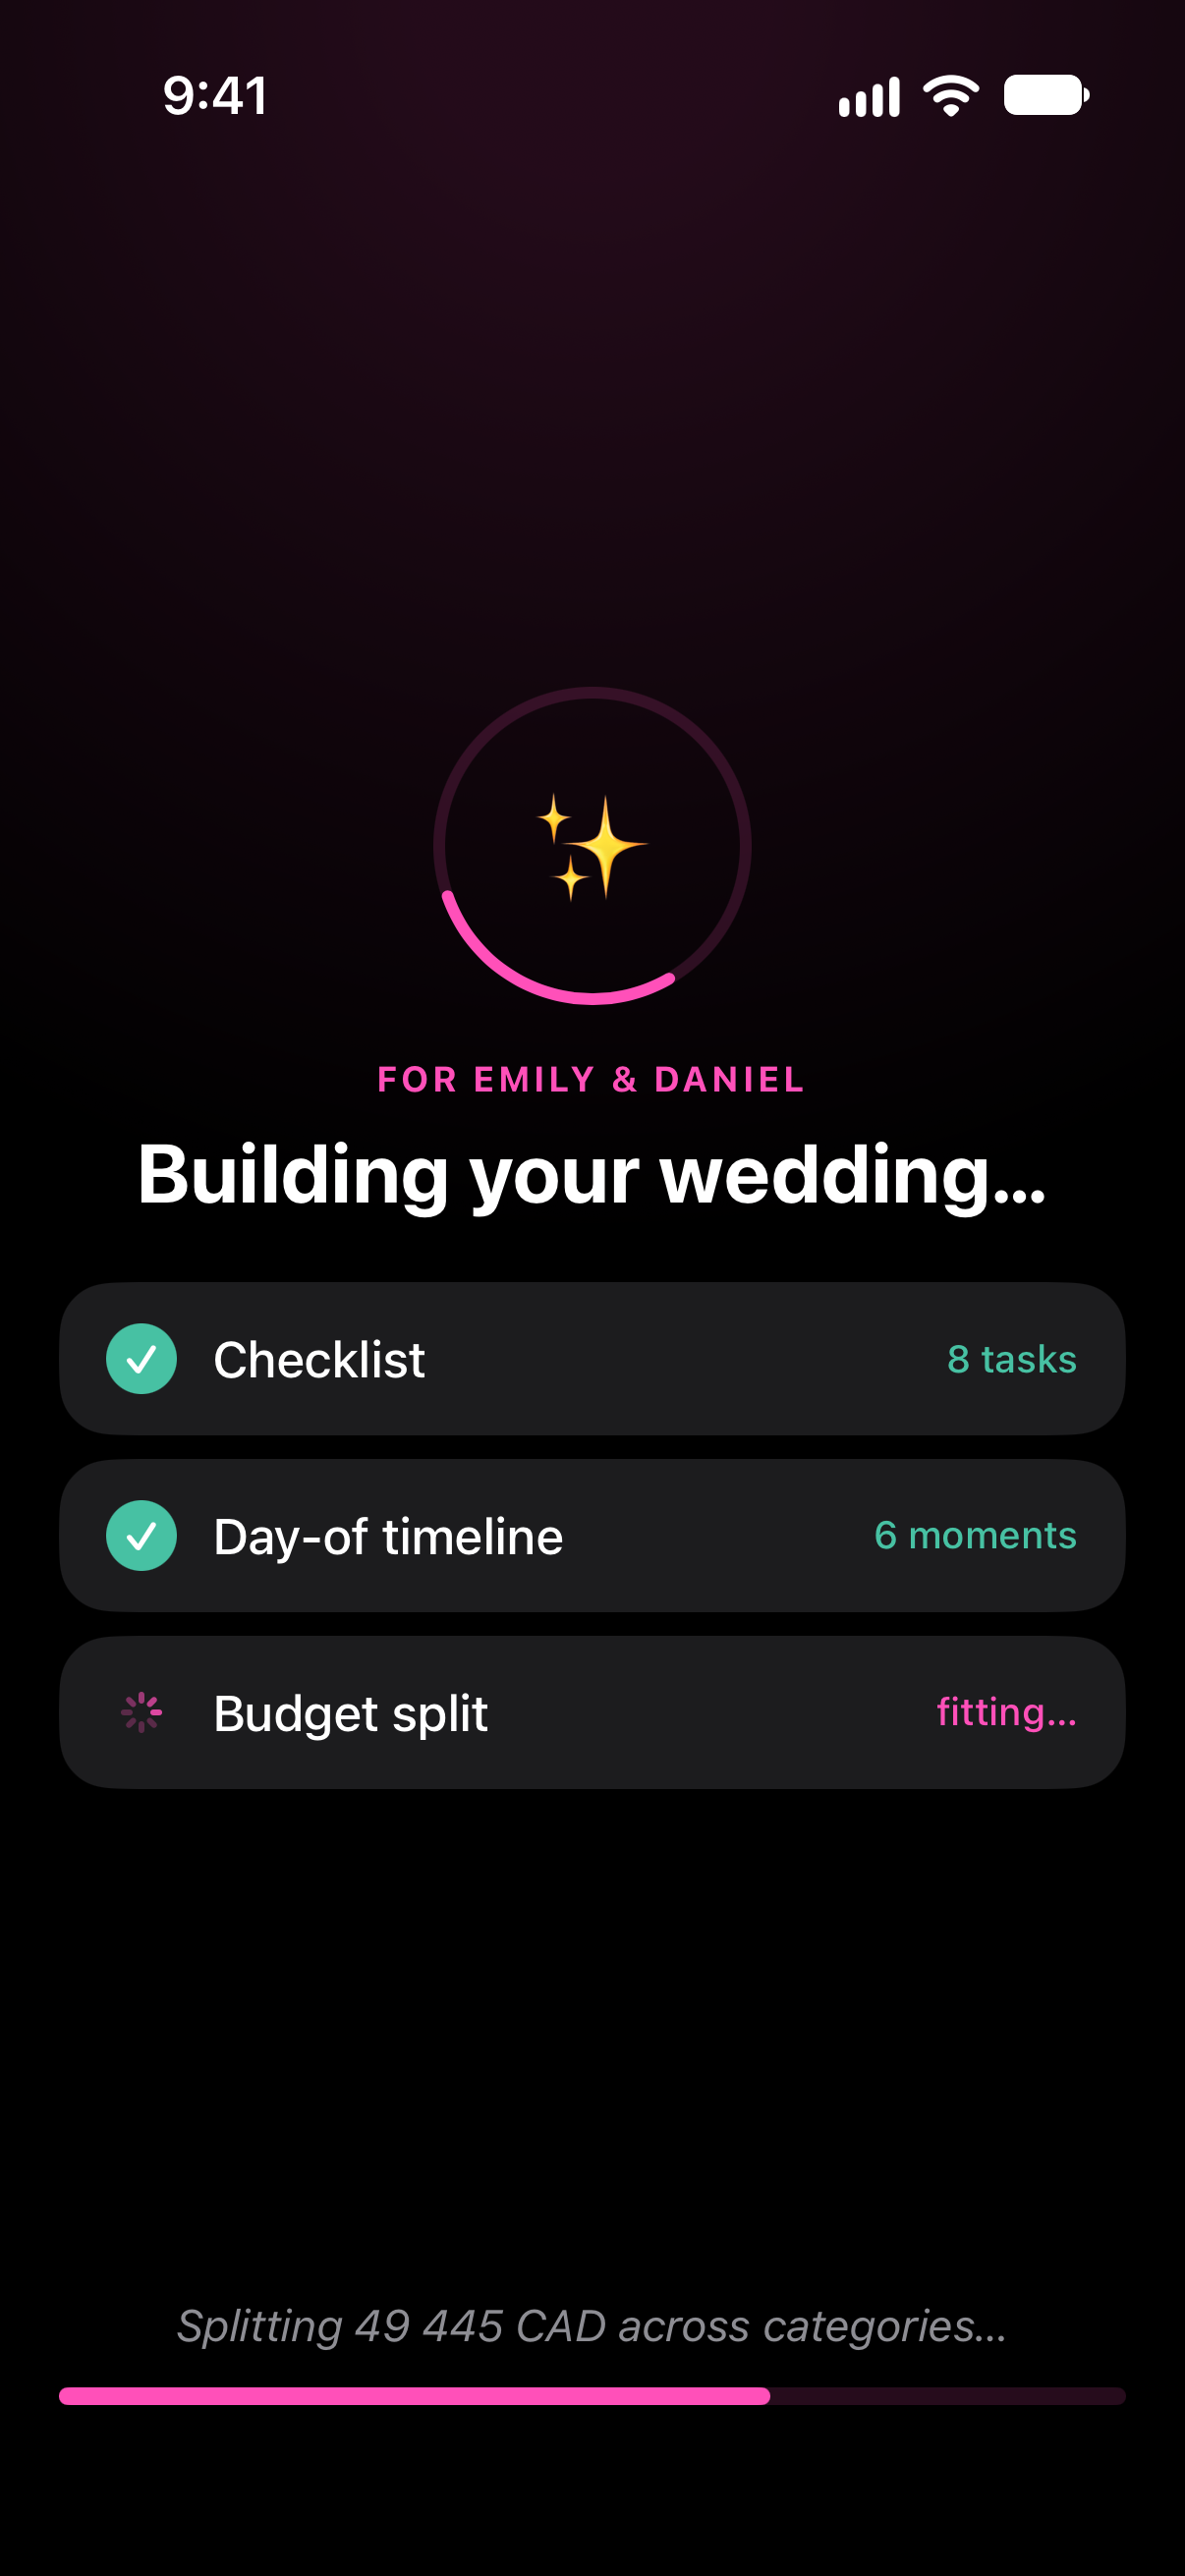 9:41
FOR EMILY & DANIEL
Building your wedding...
Checklist
8 tasks
Day-of timeline
6 moments
Budget split
fitting...
Splitting 49 445 CAD across categories...